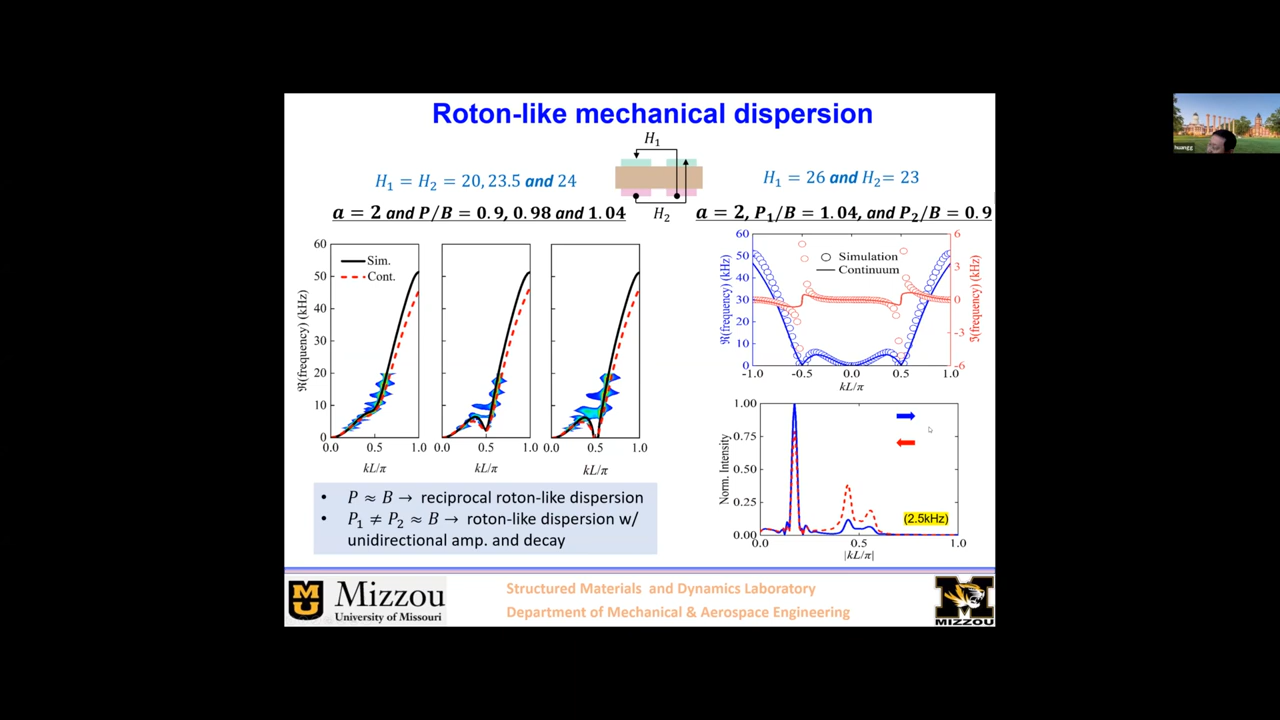 Roton-like mechanical dispersion
H₁
H₂
H₁ = H₂ = 20, 23.5 and 24
a = 2 and P/B = 0.9, 0.98 and 1.04
H₁ = 26 and H₂= 23
a = 2, P₁/B = 1.04, and P₂/B = 0.9
ℜ(frequency) (kHz)
60
50
40
30
20
10
0
Sim.
Cont.
0.0 0.5 1.0
0.0 0.5 1.0
0.0 0.5 1.0
kL/π
kL/π
kL/π
ℜ(frequency) (kHz)
60
50
40
30
20
10
0
Simulation
Continuum
6
3
0
-3
-6
ℑ(frequency) (kHz)
-1.0 -0.5 0.0 0.5 1.0
kL/π
Norm. Intensity
1.00
0.75
0.50
0.25
0.00
(2.5kHz)
0.0 0.5 1.0
|kL/π|
• P ≈ B → reciprocal roton-like dispersion
• P₁ ≠ P₂ ≈ B → roton-like dispersion w/
unidirectional amp. and decay
Mizzou
University of Missouri
Structured Materials and Dynamics Laboratory
Department of Mechanical & Aerospace Engineering
MIZZOU
huangg